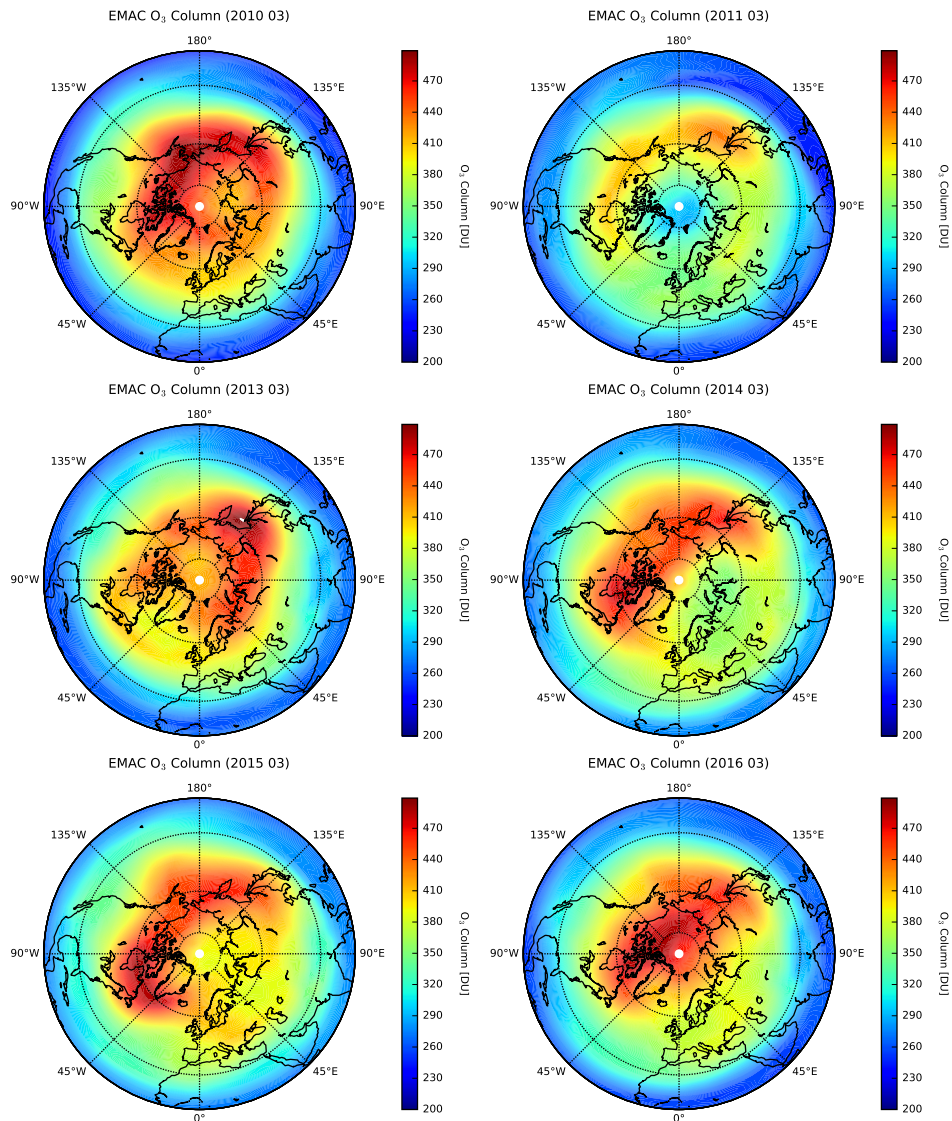 EMAC O₃ Column (2010 03)
180°
135°W
135°E
90°W
90°E
45°W
45°E
0°
470
440
410
380
350
320
290
260
230
200
O₃ Column [DU]
EMAC O₃ Column (2011 03)
180°
135°W
135°E
90°W
90°E
45°W
45°E
0°
470
440
410
380
350
320
290
260
230
200
O₃ Column [DU]
EMAC O₃ Column (2013 03)
180°
135°W
135°E
90°W
90°E
45°W
45°E
0°
470
440
410
380
350
320
290
260
230
200
O₃ Column [DU]
EMAC O₃ Column (2014 03)
180°
135°W
135°E
90°W
90°E
45°W
45°E
0°
470
440
410
380
350
320
290
260
230
200
O₃ Column [DU]
EMAC O₃ Column (2015 03)
180°
135°W
135°E
90°W
90°E
45°W
45°E
0°
470
440
410
380
350
320
290
260
230
200
O₃ Column [DU]
EMAC O₃ Column (2016 03)
180°
135°W
135°E
90°W
90°E
45°W
45°E
0°
470
440
410
380
350
320
290
260
230
200
O₃ Column [DU]